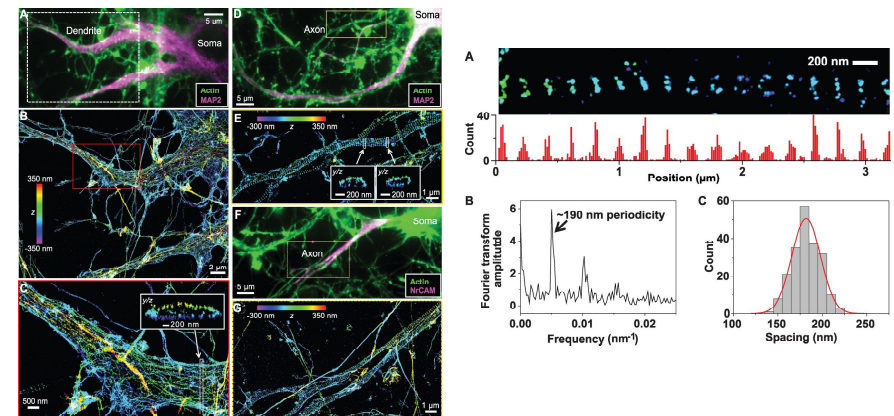 A
5 µm
Dendrite
Soma
Actin
MAP2
D
Axon
Soma
5 µm
Actin
MAP2
B
350 nm
z
-350 nm
2 µm
E
-300 nm z 350 nm
y/z
200 nm
y/z
200 nm
1 µm
F
Soma
Axon
5 µm
Actin
NrCAM
C
y/z
200 nm
500 nm
G
-300 nm z 350 nm
1 µm
A
200 nm
40
Count
0
0 1 2 3
Position (µm)
B
~190 nm periodicity
Fourier transform
amplitutde
6
4
2
0
0.00 0.01 0.02
Frequency (nm-1)
C
Count
60
40
20
0
100 150 200 250
Spacing (nm)